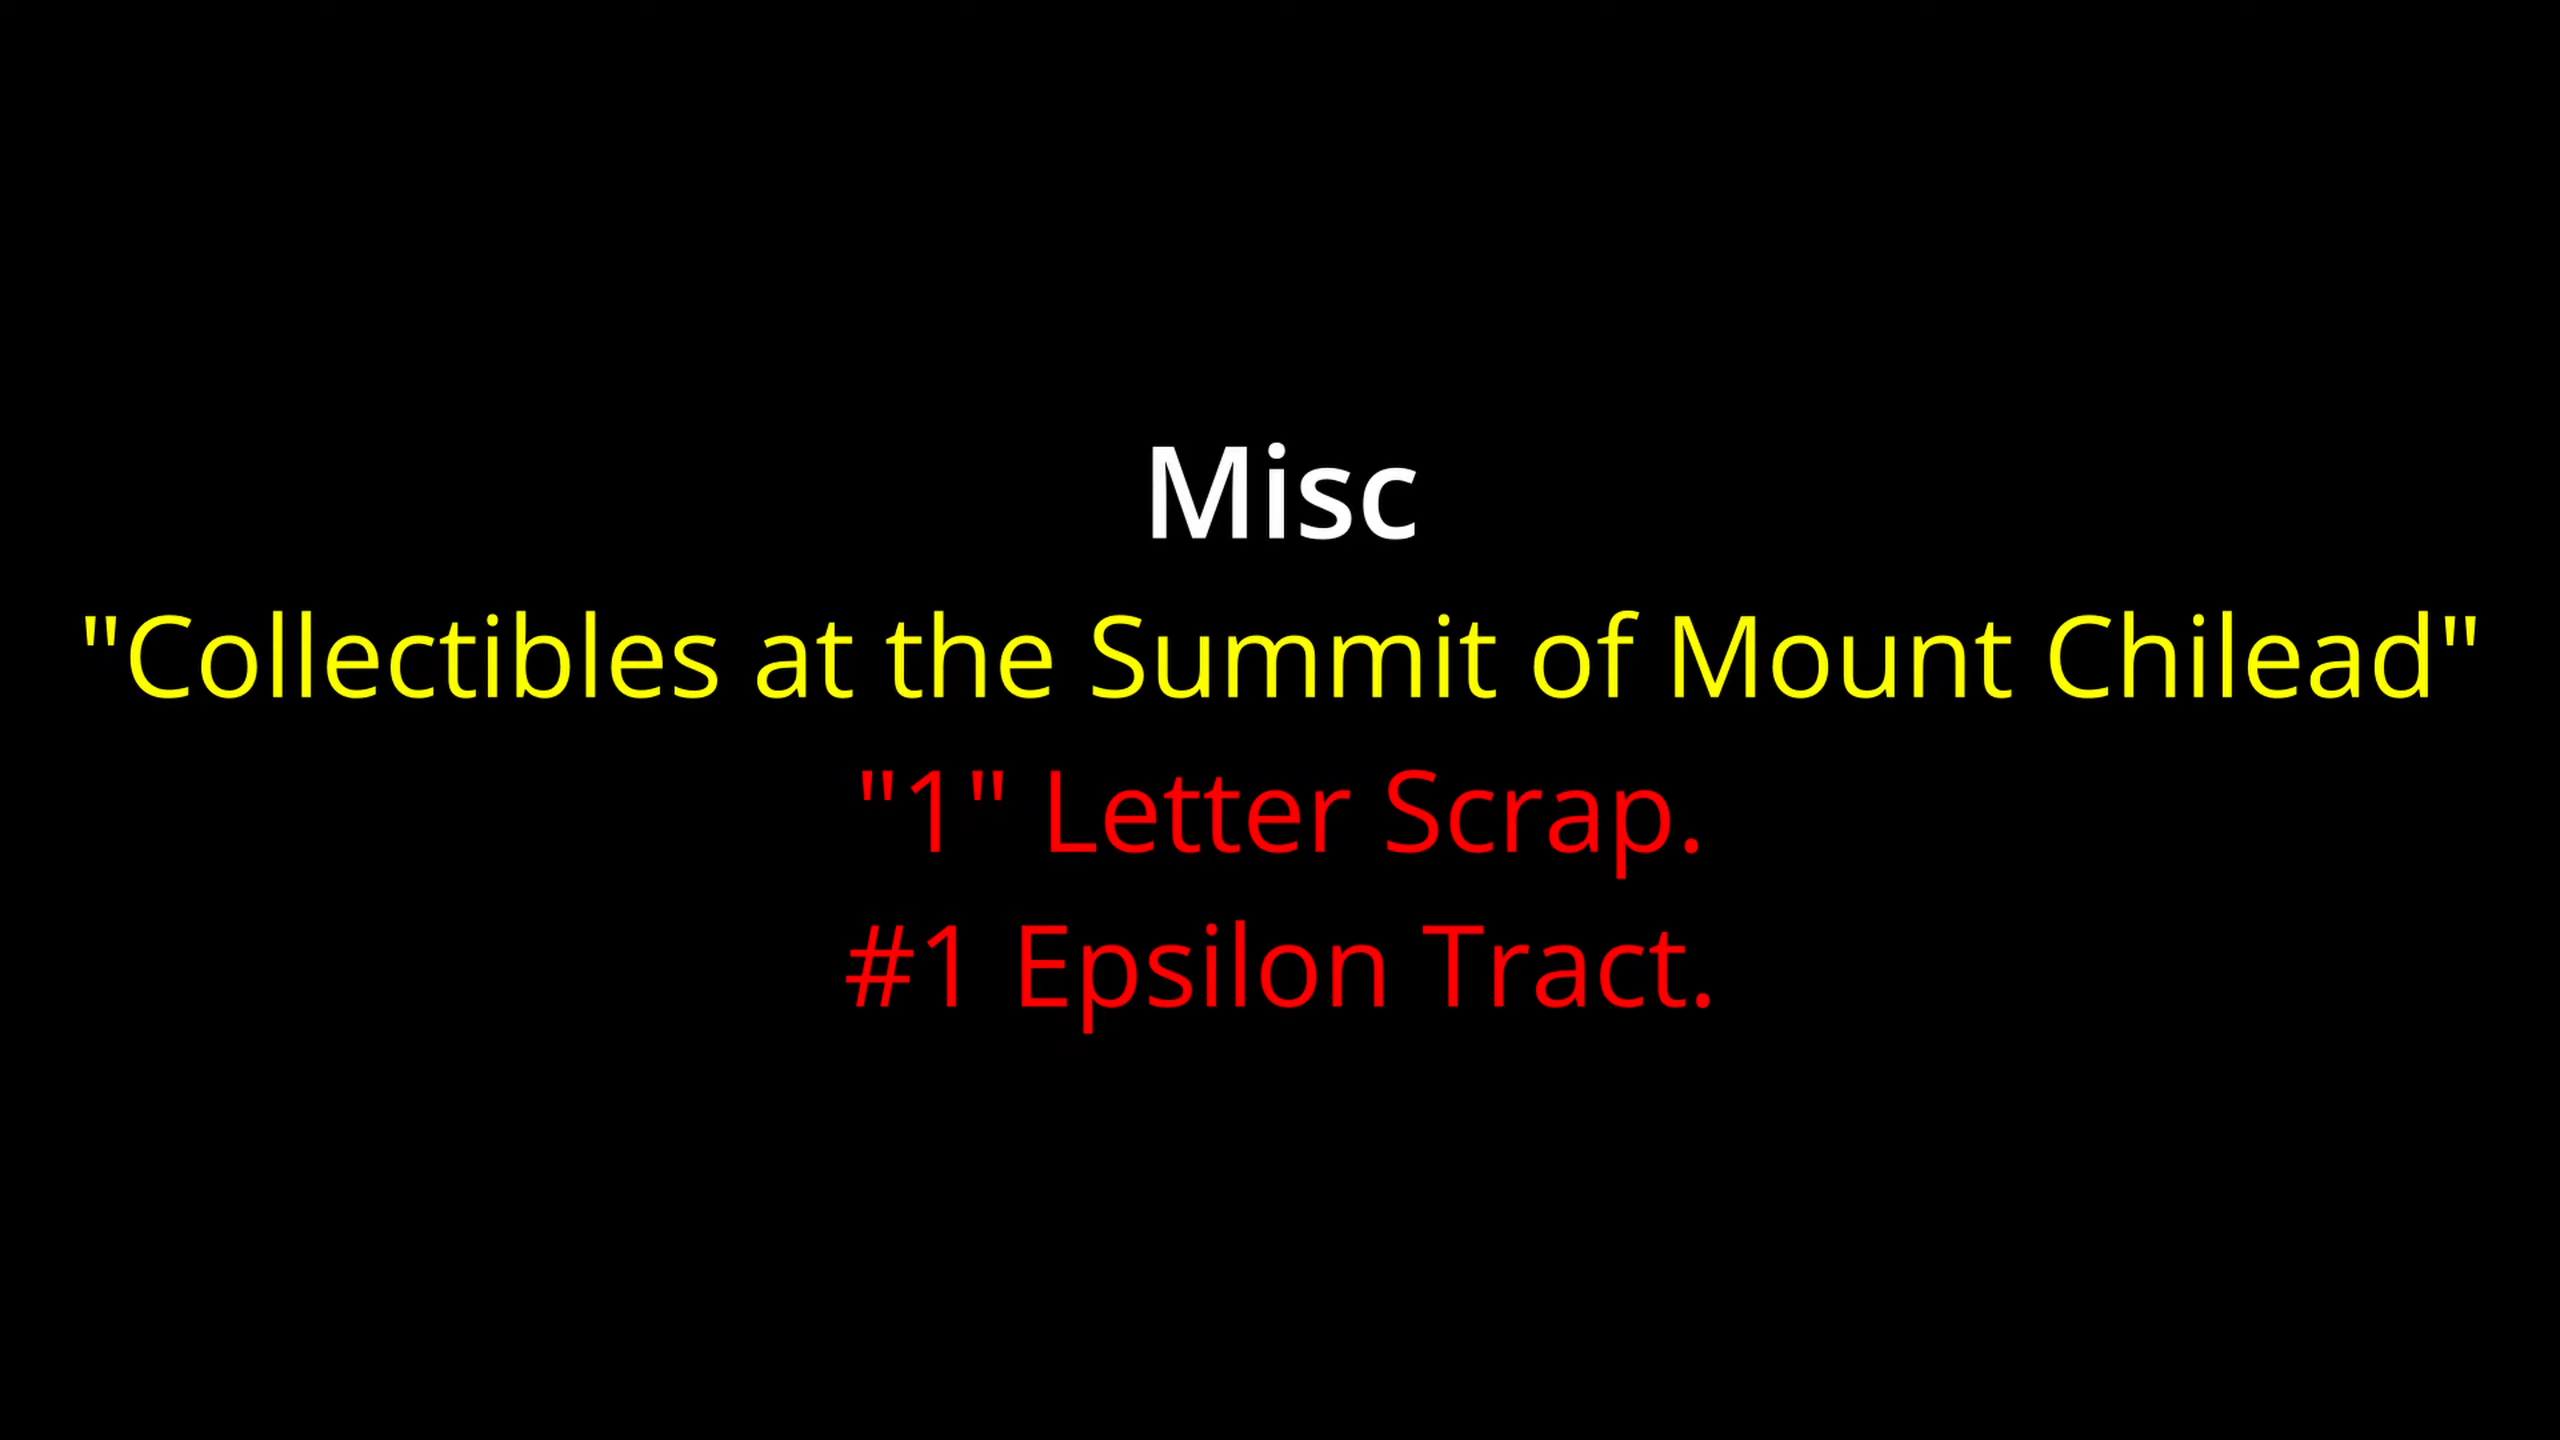 Misc
"Collectibles at the Summit of Mount Chilead"
"1" Letter Scrap.
#1 Epsilon Tract.